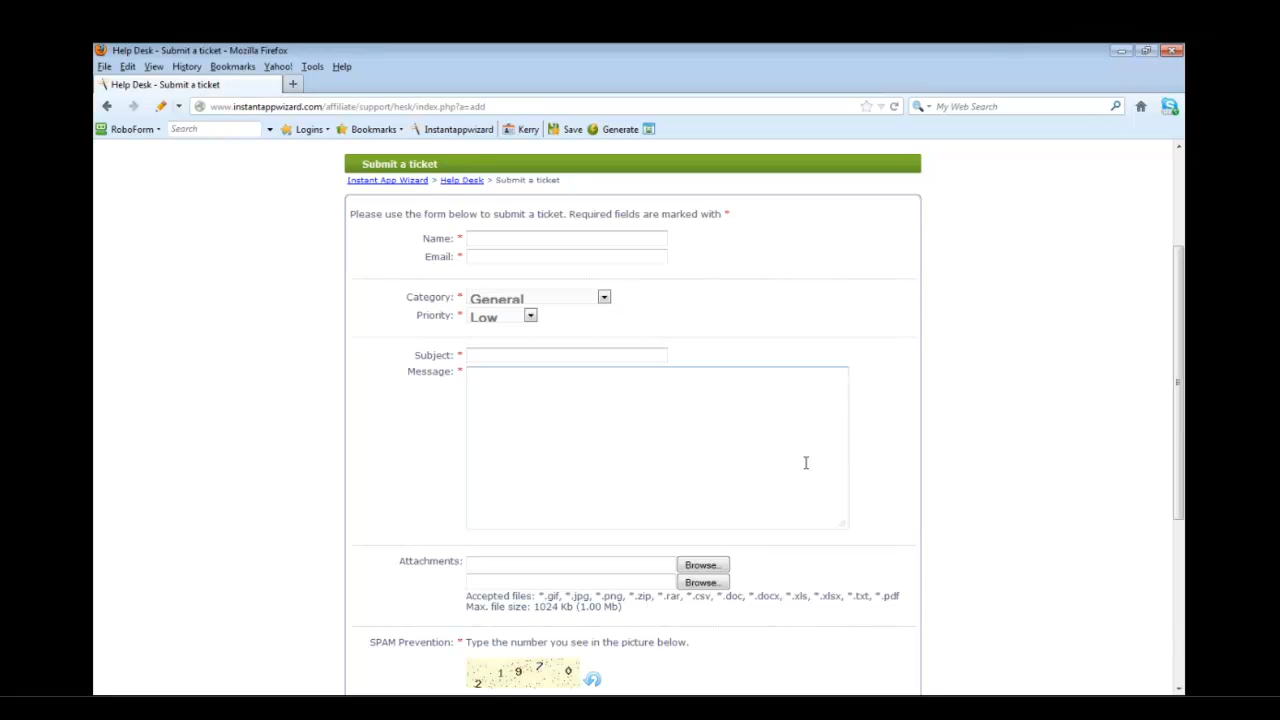 Help Desk - Submit a ticket - Mozilla Firefox
File Edit View History Bookmarks Yahoo! Tools Help
Help Desk - Submit a ticket +
www.instantappwizard.com/affiliate/support/hesk/index.php?a=add My Web Search
RoboForm Search Logins Bookmarks Instantappwizard Kerry Save Generate
Submit a ticket
Instant App Wizard > Help Desk > Submit a ticket
Please use the form below to submit a ticket. Required fields are marked with *
Name: *
Email: *
Category: * General
Priority: * Low
Subject: *
Message: *
Attachments: Browse...
Browse...
Accepted files: *.gif, *.jpg, *.png, *.zip, *.rar, *.csv, *.doc, *.docx, *.xls, *.xlsx, *.txt, *.pdf
Max. file size: 1024 Kb (1.00 Mb)
SPAM Prevention: * Type the number you see in the picture below.
2 1 9 7 0